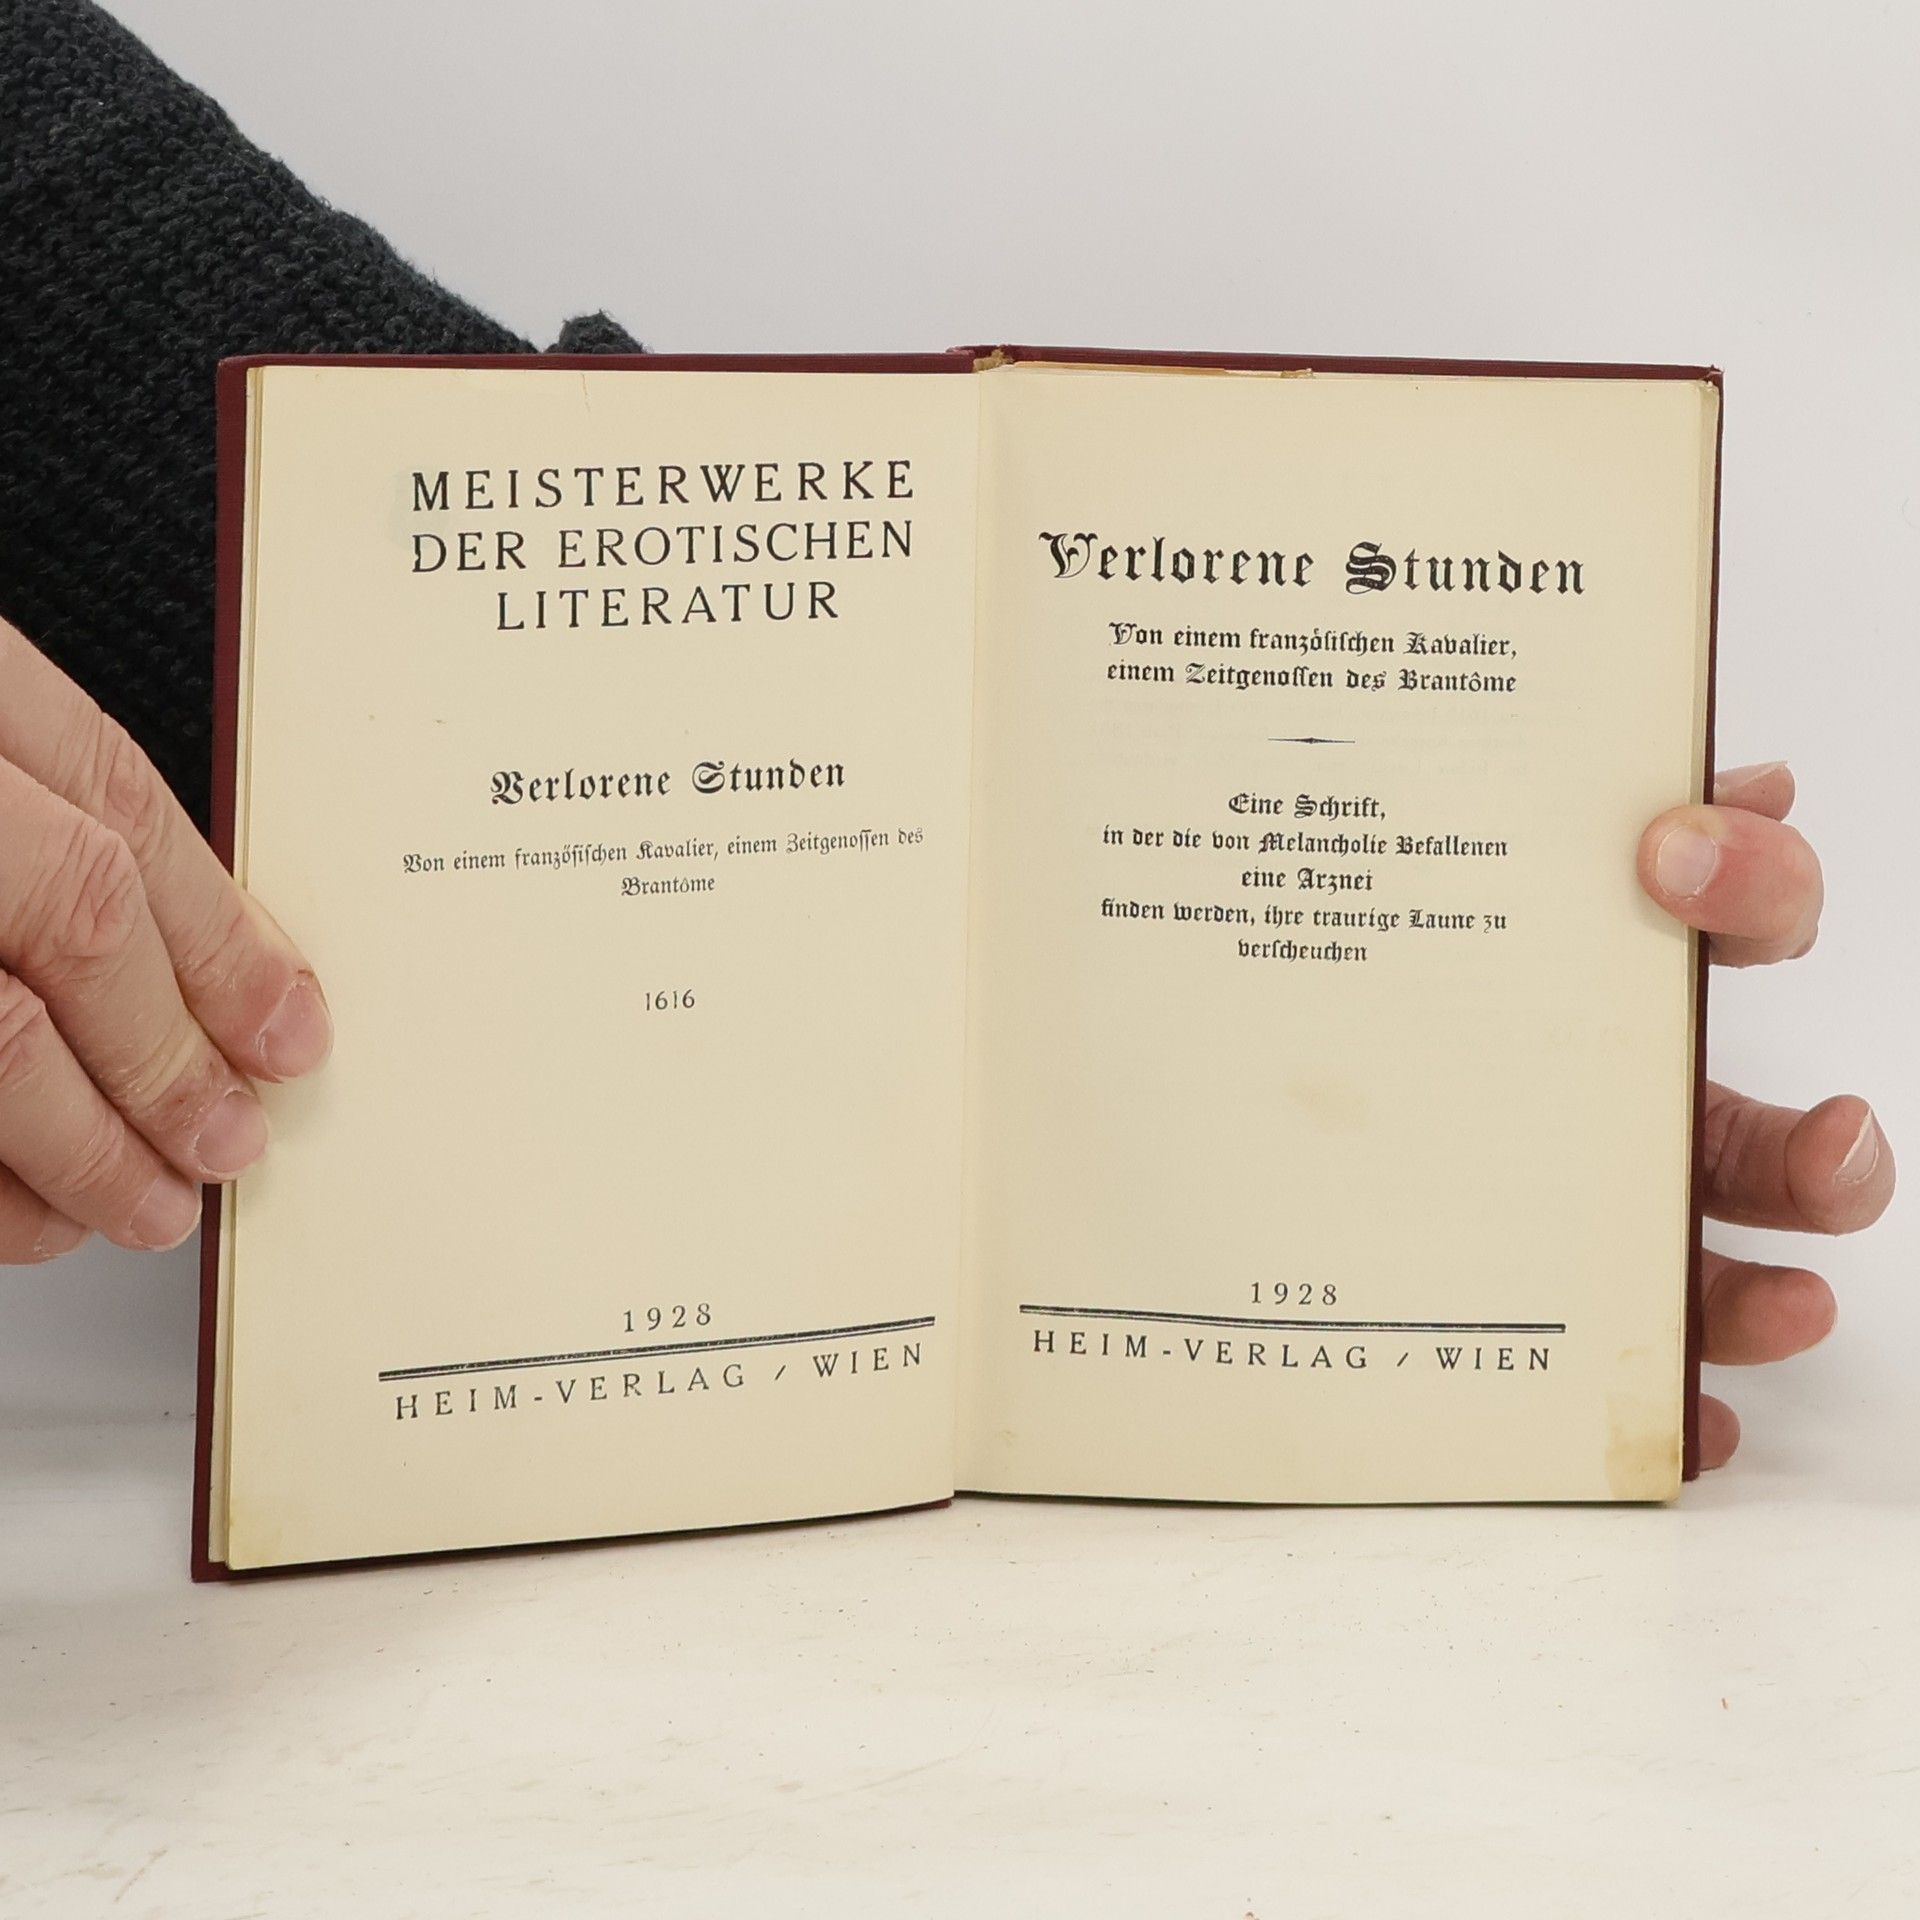 MEISTERWERKE
DER EROTISCHEN
LITERATUR
Verlorene Stunden
Von einem französischen Kavalier, einem Zeitgenossen des
Brantôme
1616
1928
HEIM-VERLAG / WIEN
Verlorene Stunden
Von einem französischen Kavalier,
einem Zeitgenossen des Brantôme
Eine Schrift,
in der die von Melancholie Befallenen
eine Arznei
finden werden, ihre traurige Laune zu
verscheuchen
1928
HEIM-VERLAG / WIEN